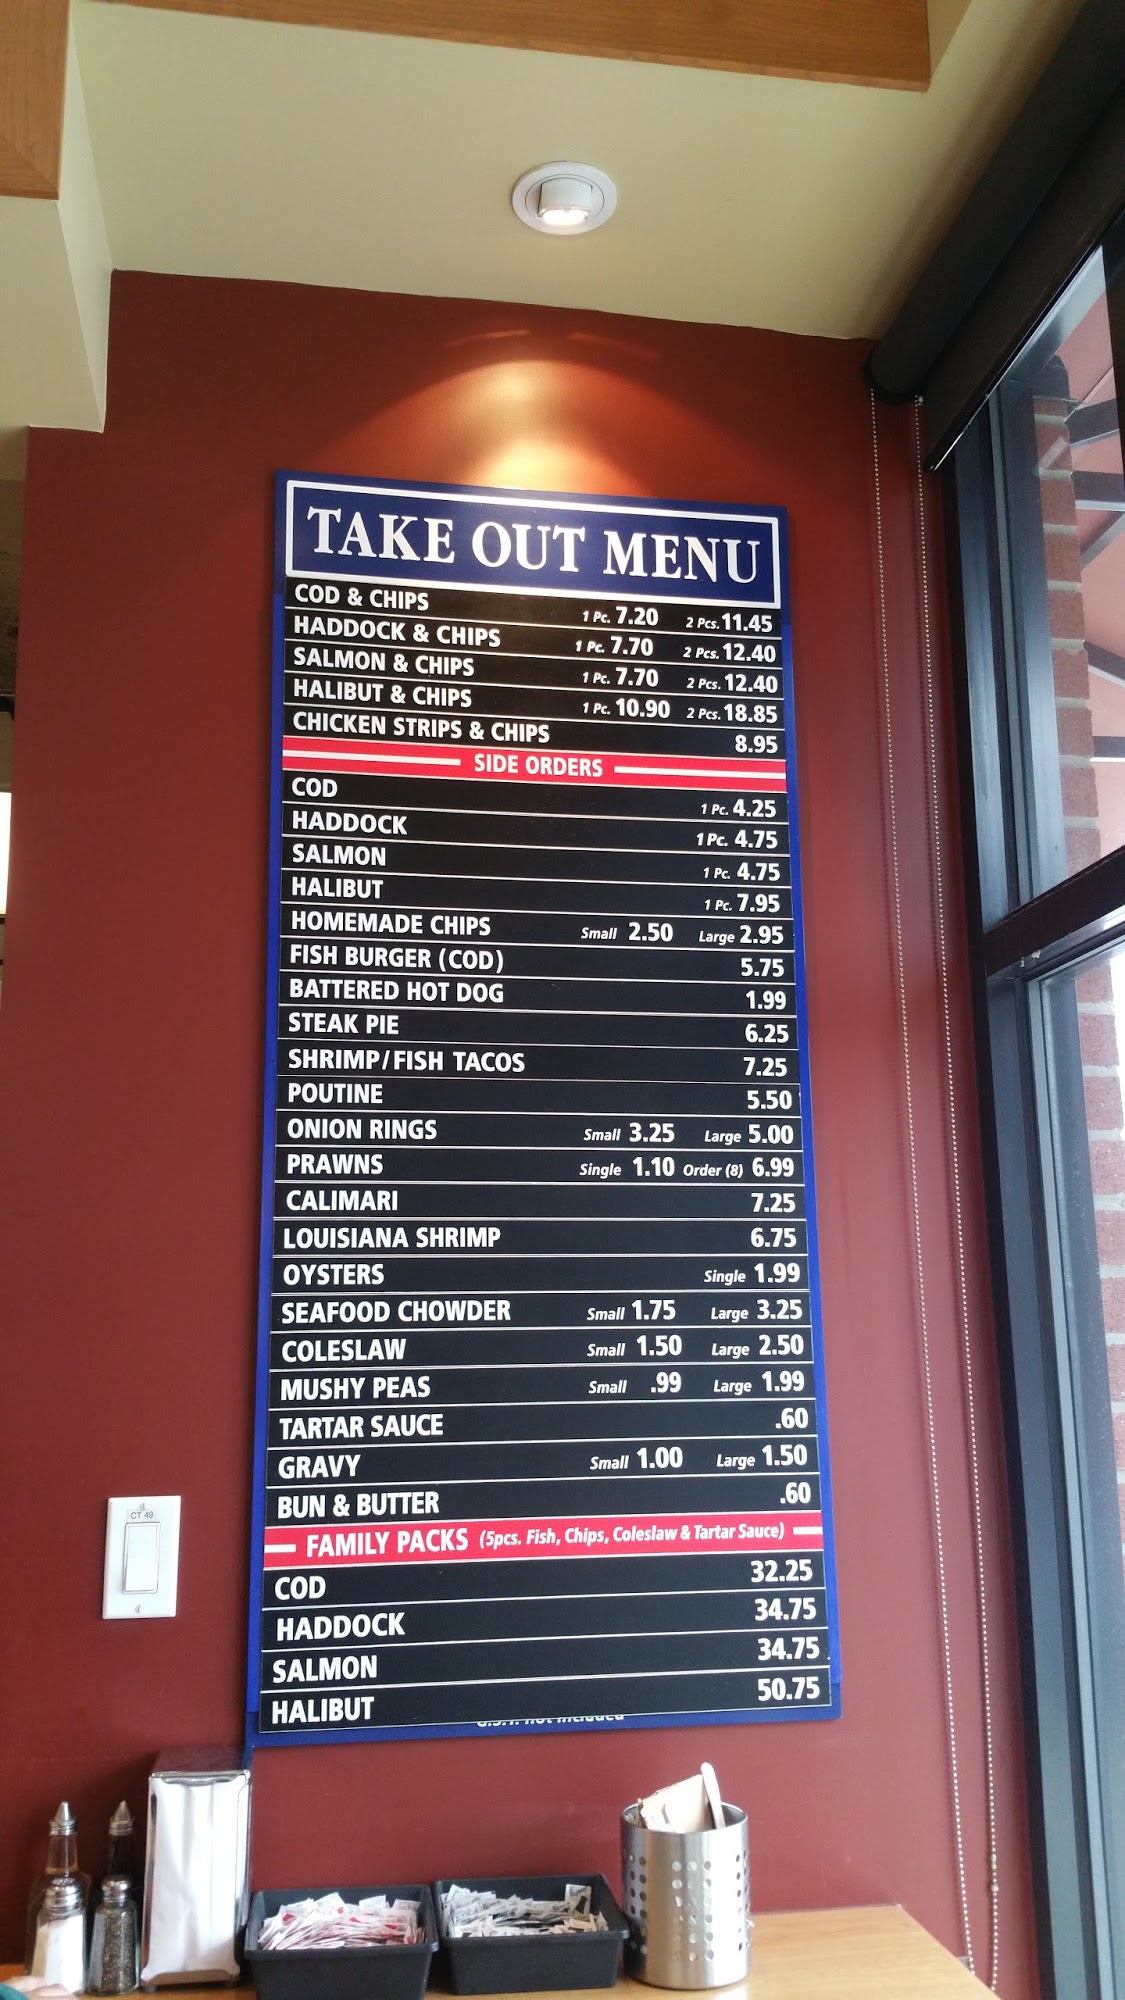 TAKE OUT MENU
COD & CHIPS 1 Pc. 7.20 2 Pcs. 11.45
HADDOCK & CHIPS 1 Pc. 7.70 2 Pcs. 12.40
SALMON & CHIPS 1 Pc. 7.70 2 Pcs. 12.40
HALIBUT & CHIPS 1 Pc. 10.90 2 Pcs. 18.85
CHICKEN STRIPS & CHIPS 8.95
SIDE ORDERS
COD 1 Pc. 4.25
HADDOCK 1 Pc. 4.75
SALMON 1 Pc. 4.75
HALIBUT 1 Pc. 7.95
HOMEMADE CHIPS Small 2.50 Large 2.95
FISH BURGER (COD) 5.75
BATTERED HOT DOG 1.99
STEAK PIE 6.25
SHRIMP/FISH TACOS 7.25
POUTINE 5.50
ONION RINGS Small 3.25 Large 5.00
PRAWNS Single 1.10 Order (8) 6.99
CALIMARI 7.25
LOUISIANA SHRIMP 6.75
OYSTERS Single 1.99
SEAFOOD CHOWDER Small 1.75 Large 3.25
COLESLAW Small 1.50 Large 2.50
MUSHY PEAS Small .99 Large 1.99
TARTAR SAUCE .60
GRAVY Small 1.00 Large 1.50
BUN & BUTTER .60
FAMILY PACKS (5pcs. Fish, Chips, Coleslaw & Tartar Sauce)
COD 32.25
HADDOCK 34.75
SALMON 34.75
HALIBUT 50.75
G.S.T. not included
CT 49